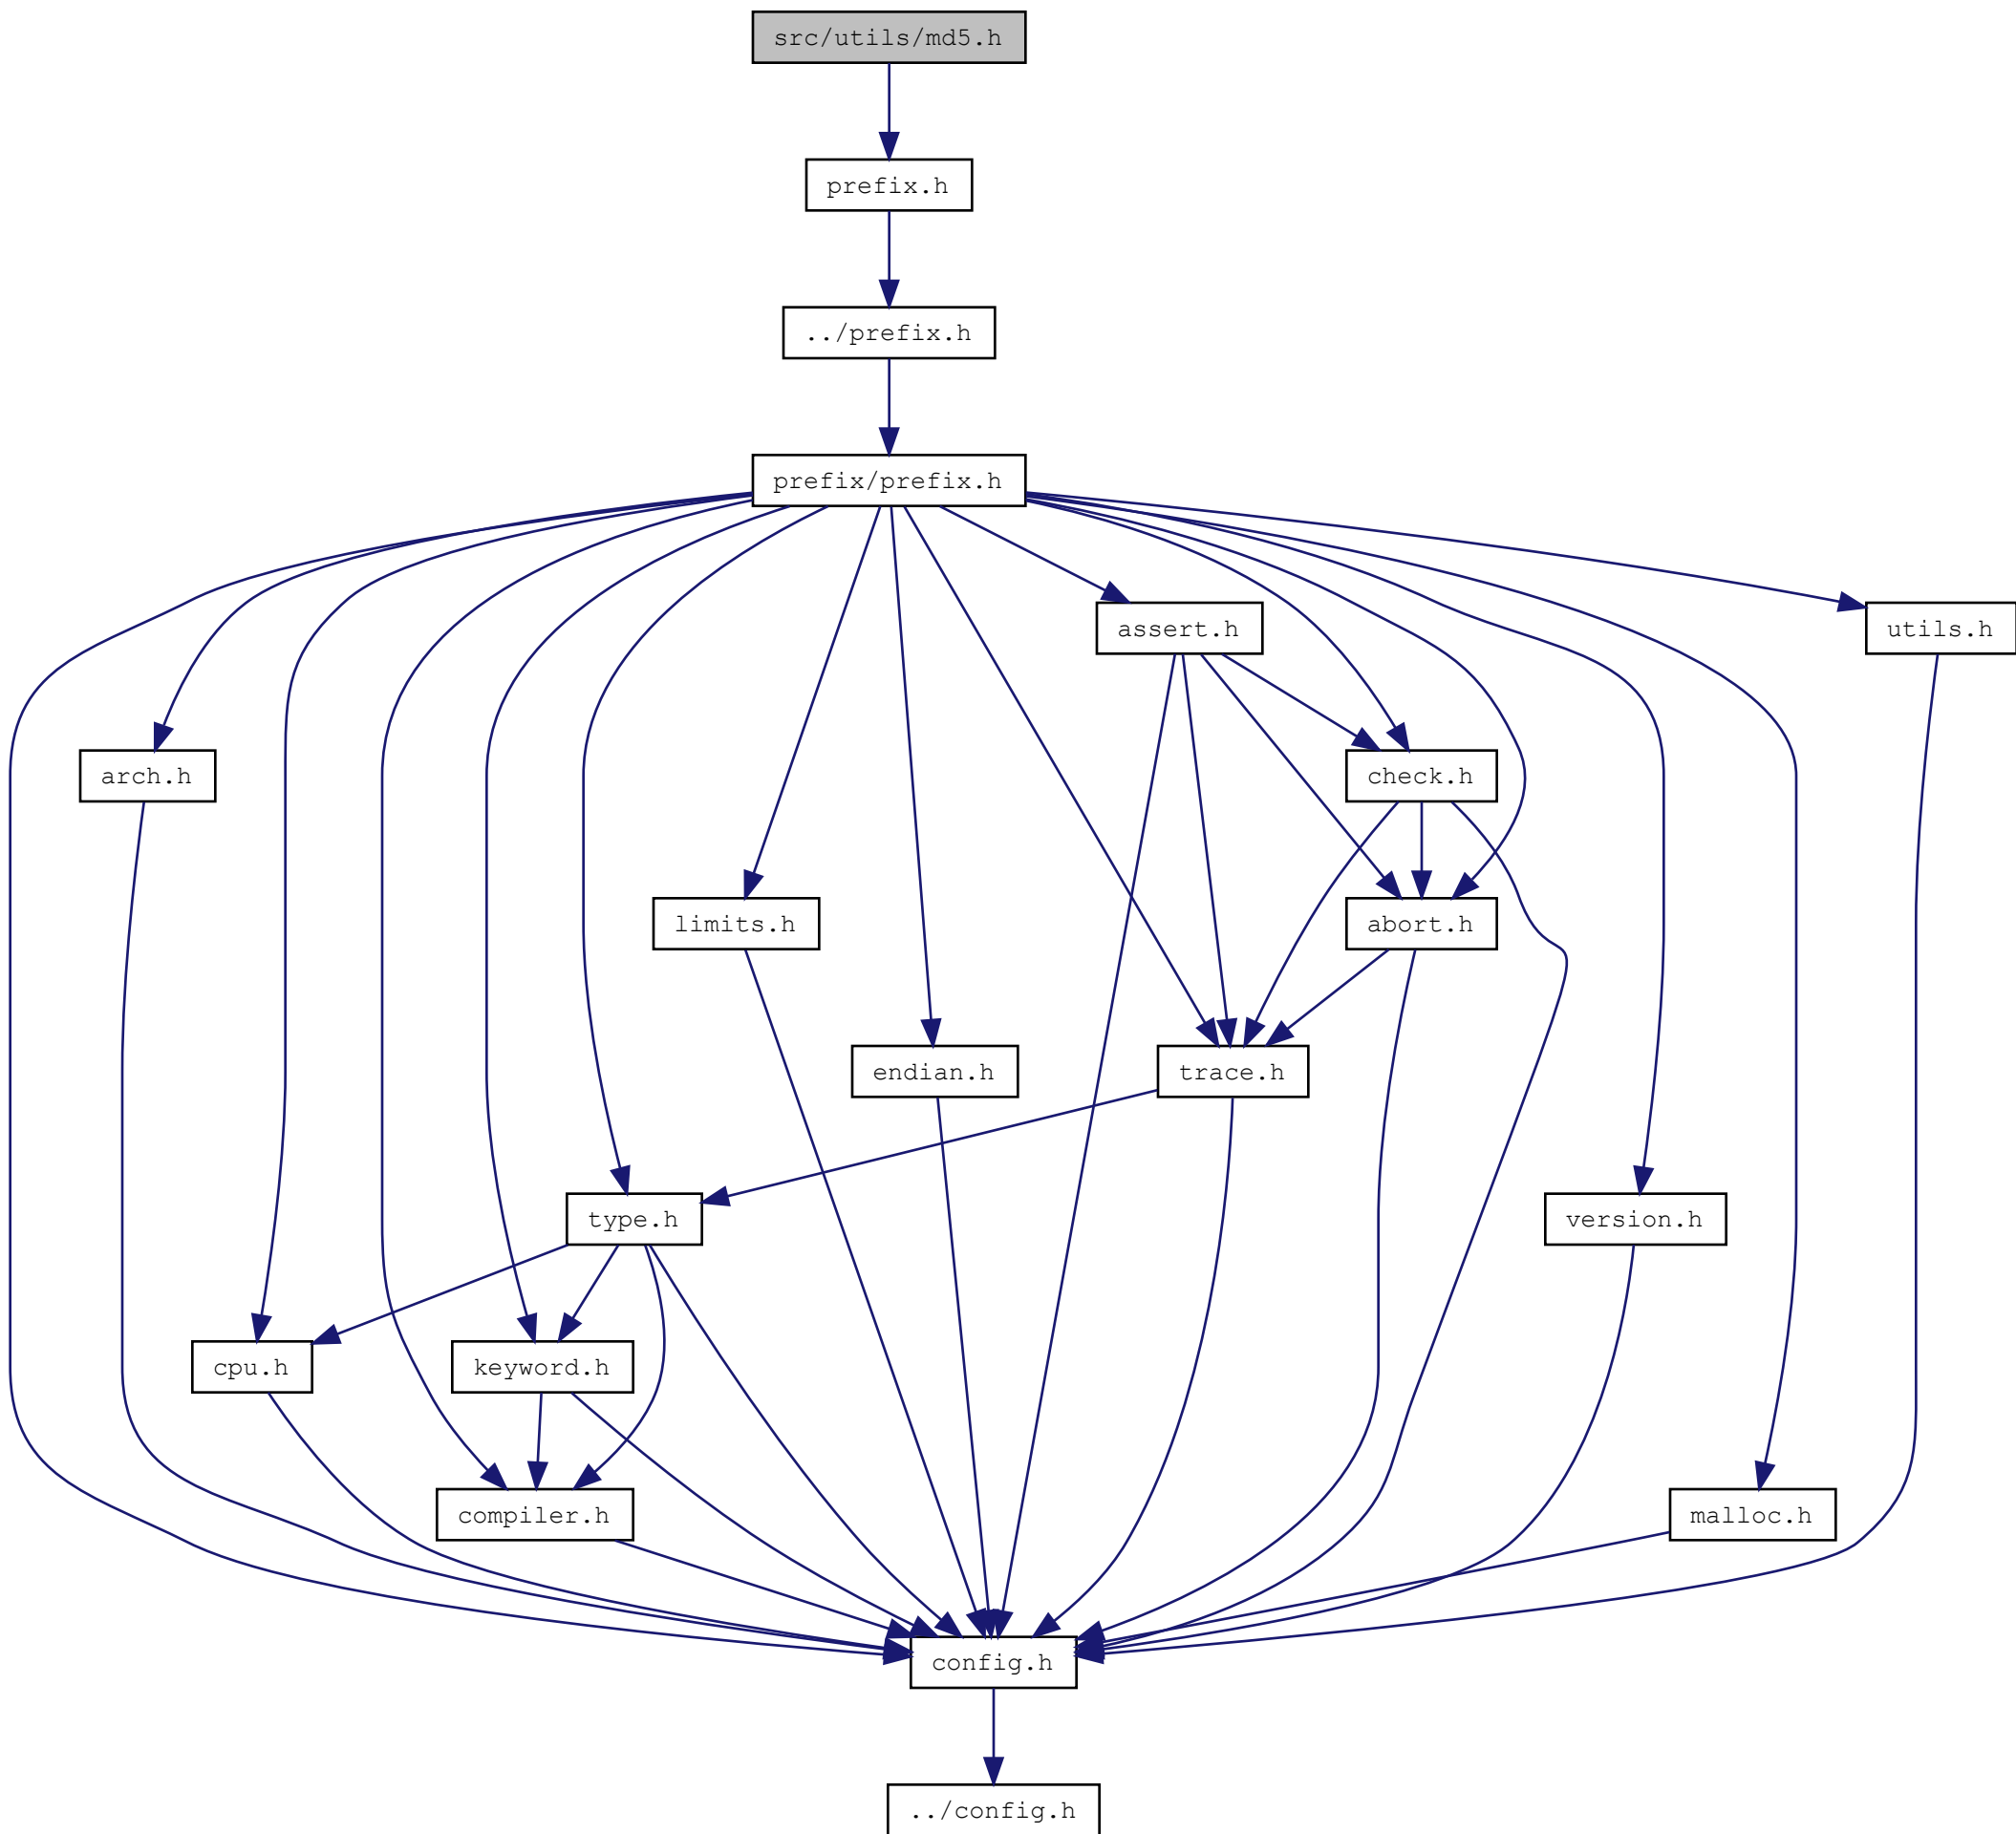 src/utils/md5.h
prefix.h
../prefix.h
prefix/prefix.h
assert.h
utils.h
arch.h
check.h
limits.h
abort.h
endian.h
trace.h
type.h
version.h
cpu.h
keyword.h
compiler.h
malloc.h
config.h
../config.h